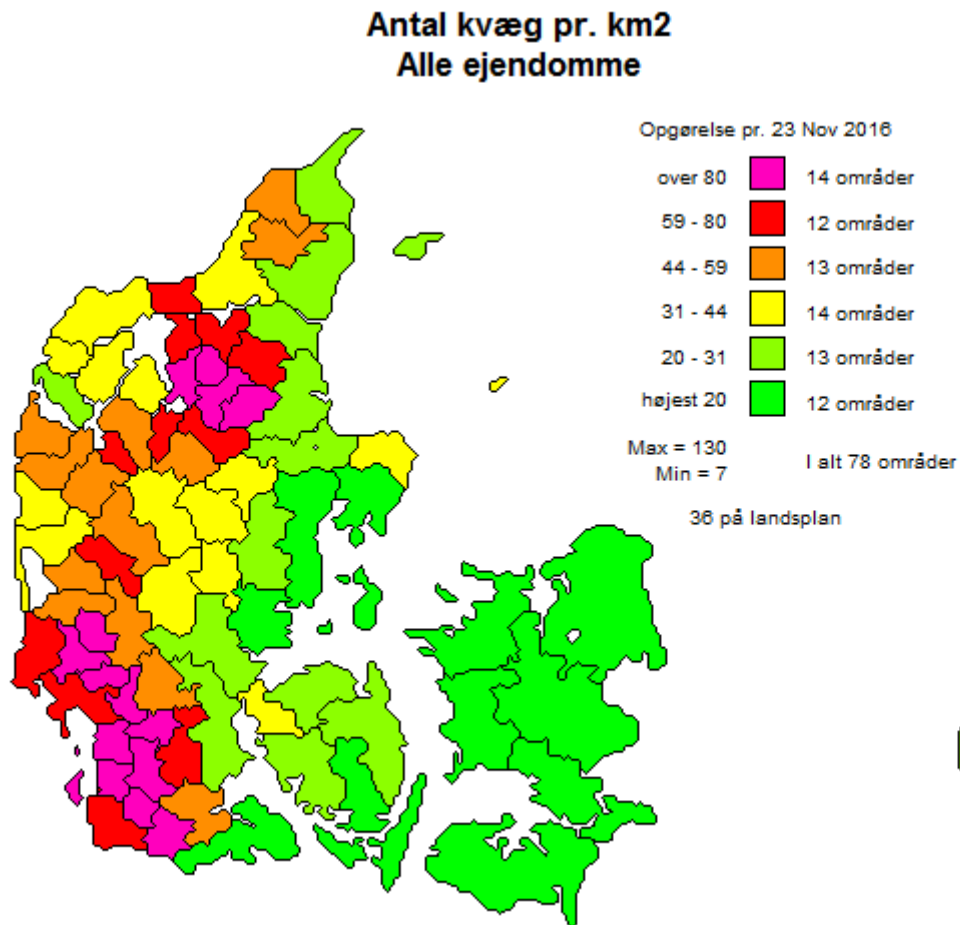 Antal kvæg pr. km2
Alle ejendomme
Opgørelse pr. 23 Nov 2016
over 80 14 områder
59 - 80 12 områder
44 - 59 13 områder
31 - 44 14 områder
20 - 31 13 områder
højest 20 12 områder
Max = 130
Min = 7
I alt 78 områder
36 på landsplan